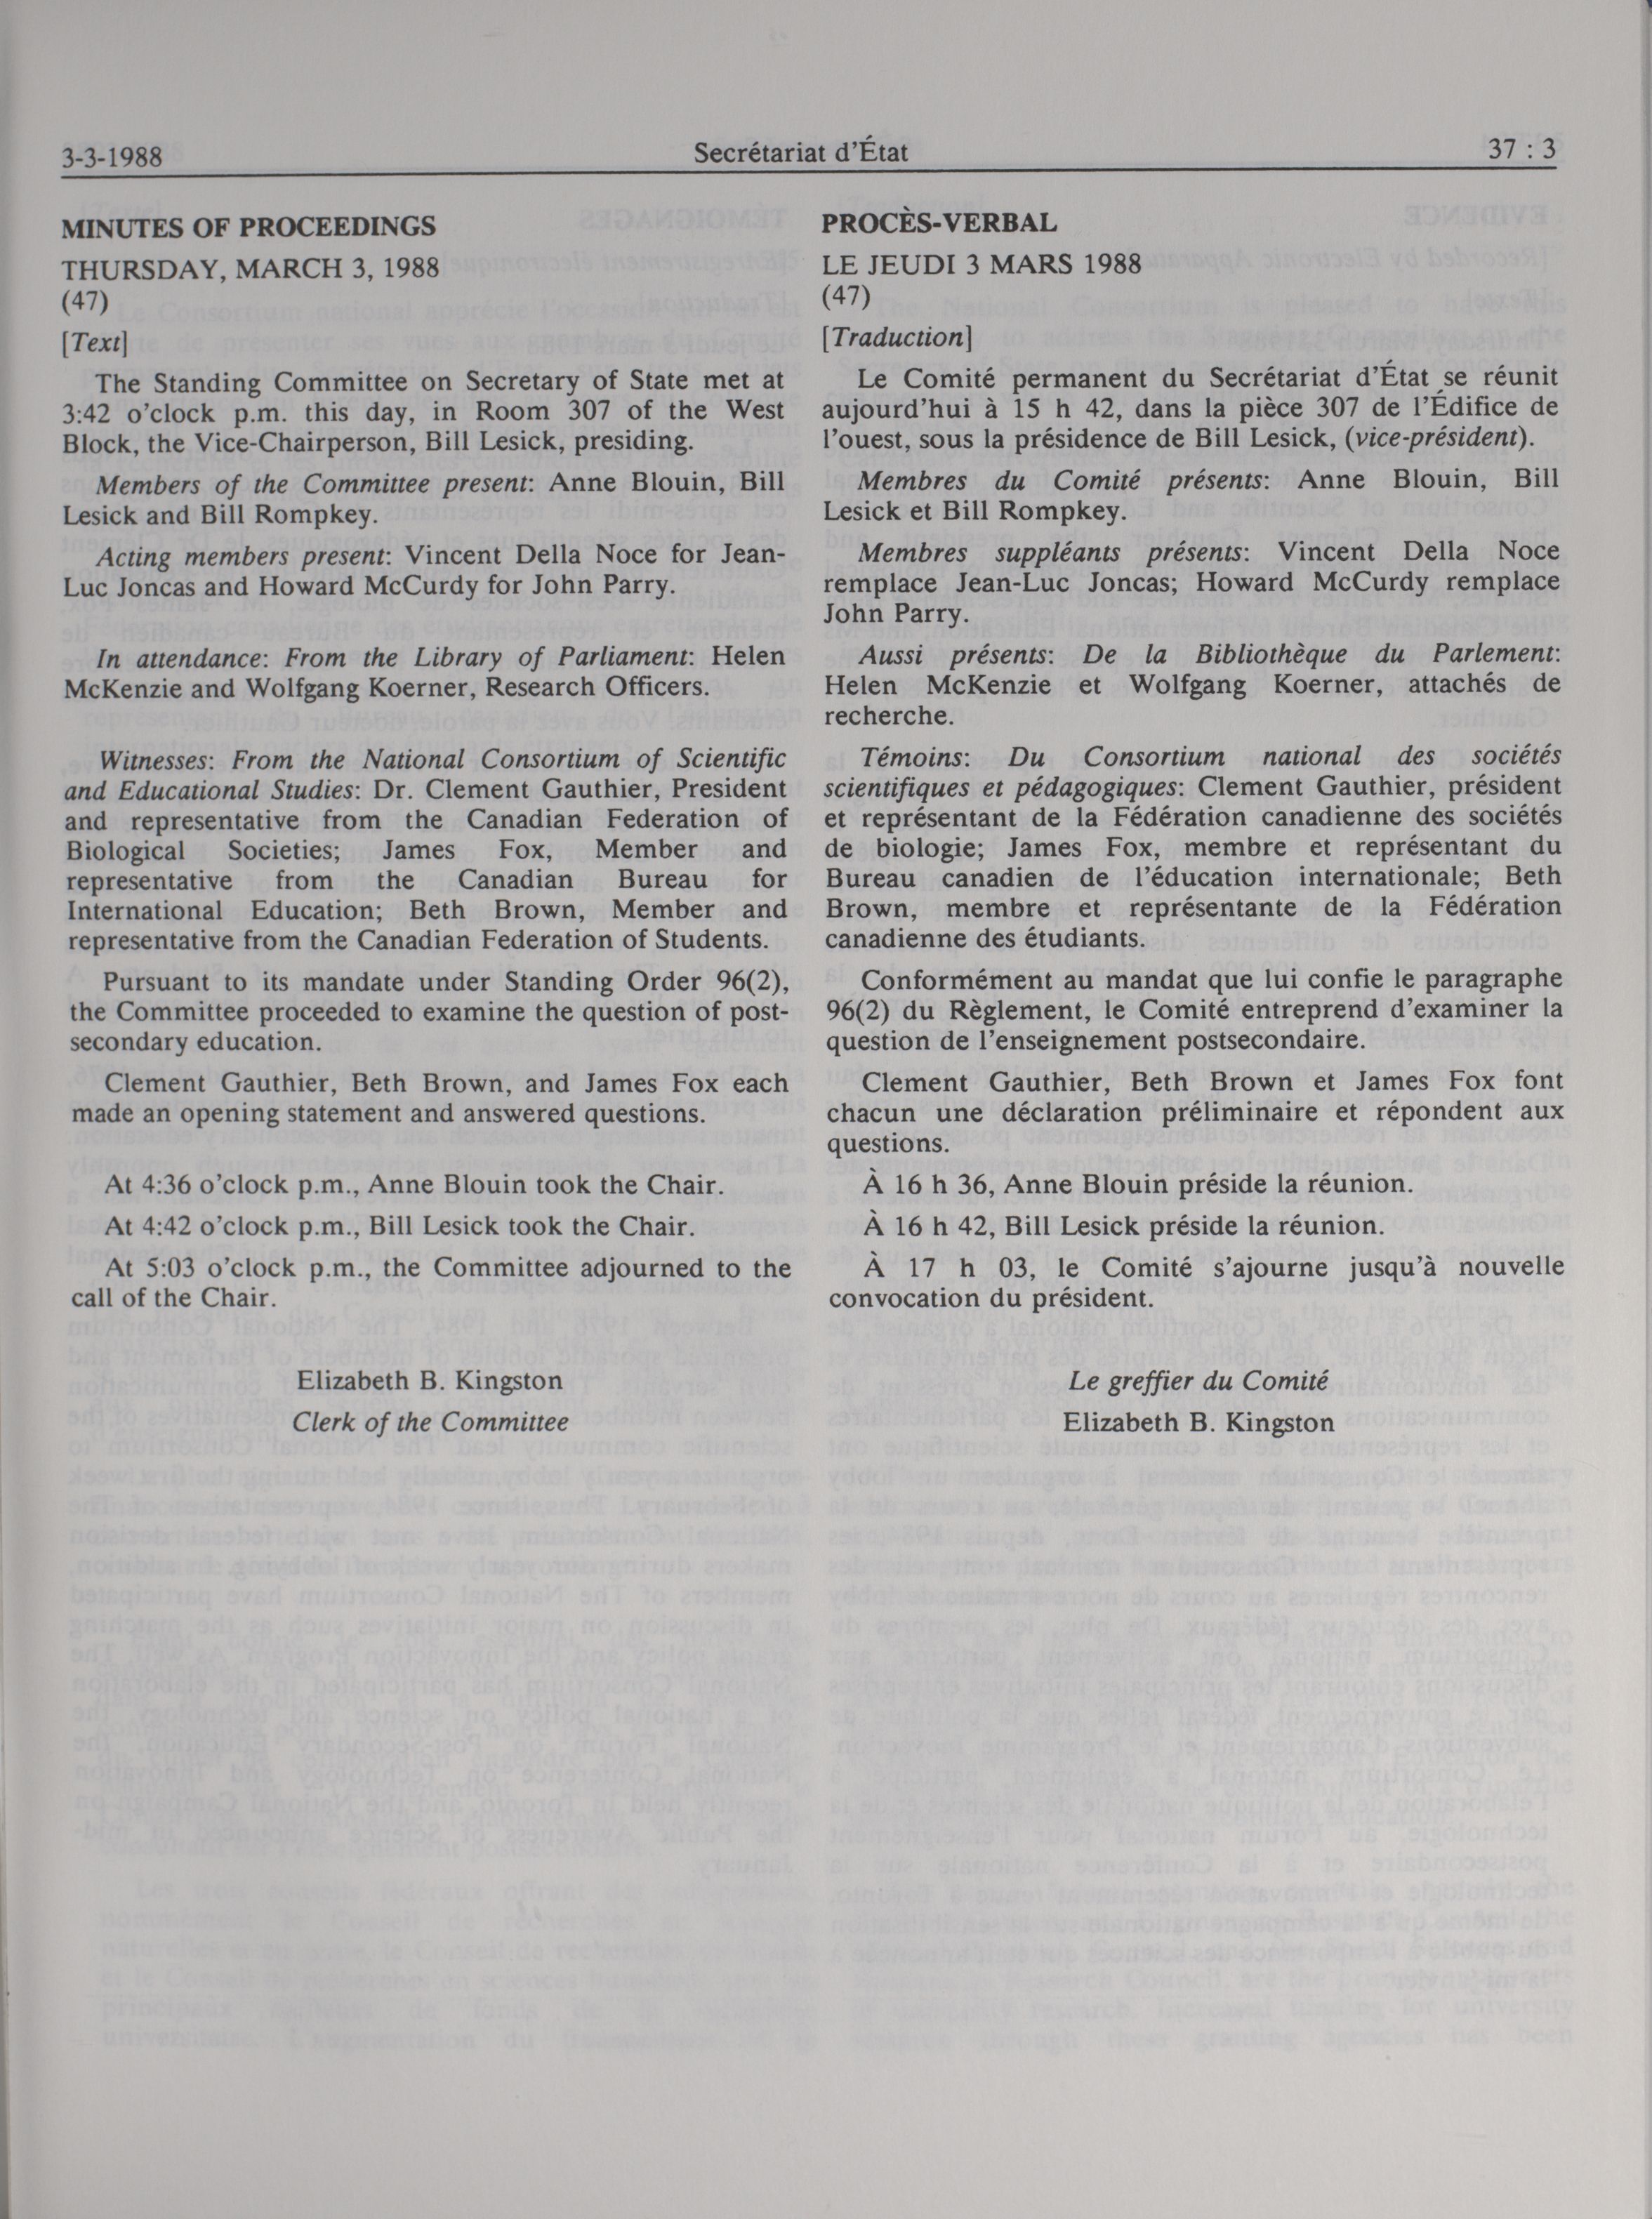 3-3-1988 Secrétariat d'État 37 : 3
MINUTES OF PROCEEDINGS
THURSDAY, MARCH 3, 1988
(47)
[Text]
The Standing Committee on Secretary of State met at
3:42 o'clock p.m. this day, in Room 307 of the West
Block, the Vice-Chairperson, Bill Lesick, presiding.
Members of the Committee present: Anne Blouin, Bill
Lesick and Bill Rompkey.
Acting members present: Vincent Della Noce for Jean-
Luc Joncas and Howard McCurdy for John Parry.
In attendance: From the Library of Parliament: Helen
McKenzie and Wolfgang Koerner, Research Officers.
Witnesses: From the National Consortium of Scientific
and Educational Studies: Dr. Clement Gauthier, President
and representative from the Canadian Federation of
Biological Societies; James Fox, Member and
representative from the Canadian Bureau for
International Education; Beth Brown, Member and
representative from the Canadian Federation of Students.
Pursuant to its mandate under Standing Order 96(2),
the Committee proceeded to examine the question of post-
secondary education.
Clement Gauthier, Beth Brown, and James Fox each
made an opening statement and answered questions.
At 4:36 o'clock p.m., Anne Blouin took the Chair.
At 4:42 o'clock p.m., Bill Lesick took the Chair.
At 5:03 o'clock p.m., the Committee adjourned to the
call of the Chair.
Elizabeth B. Kingston
Clerk of the Committee
PROCÈS-VERBAL
LE JEUDI 3 MARS 1988
(47)
[Traduction]
Le Comité permanent du Secrétariat d'État se réunit
aujourd'hui à 15 h 42, dans la pièce 307 de l'Édifice de
l'ouest, sous la présidence de Bill Lesick, (vice-président).
Membres du Comité présents: Anne Blouin, Bill
Lesick et Bill Rompkey.
Membres suppléants présents: Vincent Della Noce
remplace Jean-Luc Joncas; Howard McCurdy remplace
John Parry.
Aussi présents: De la Bibliothèque du Parlement:
Helen McKenzie et Wolfgang Koerner, attachés de
recherche.
Témoins: Du Consortium national des sociétés
scientifiques et pédagogiques: Clement Gauthier, président
et représentant de la Fédération canadienne des sociétés
de biologie; James Fox, membre et représentant du
Bureau canadien de l'éducation internationale; Beth
Brown, membre et représentante de la Fédération
canadienne des étudiants.
Conformément au mandat que lui confie le paragraphe
96(2) du Règlement, le Comité entreprend d'examiner la
question de l'enseignement postsecondaire.
Clement Gauthier, Beth Brown et James Fox font
chacun une déclaration préliminaire et répondent aux
questions.
À 16 h 36, Anne Blouin préside la réunion.
À 16 h 42, Bill Lesick préside la réunion.
À 17 h 03, le Comité s'ajourne jusqu'à nouvelle
convocation du président.
Le greffier du Comité
Elizabeth B. Kingston